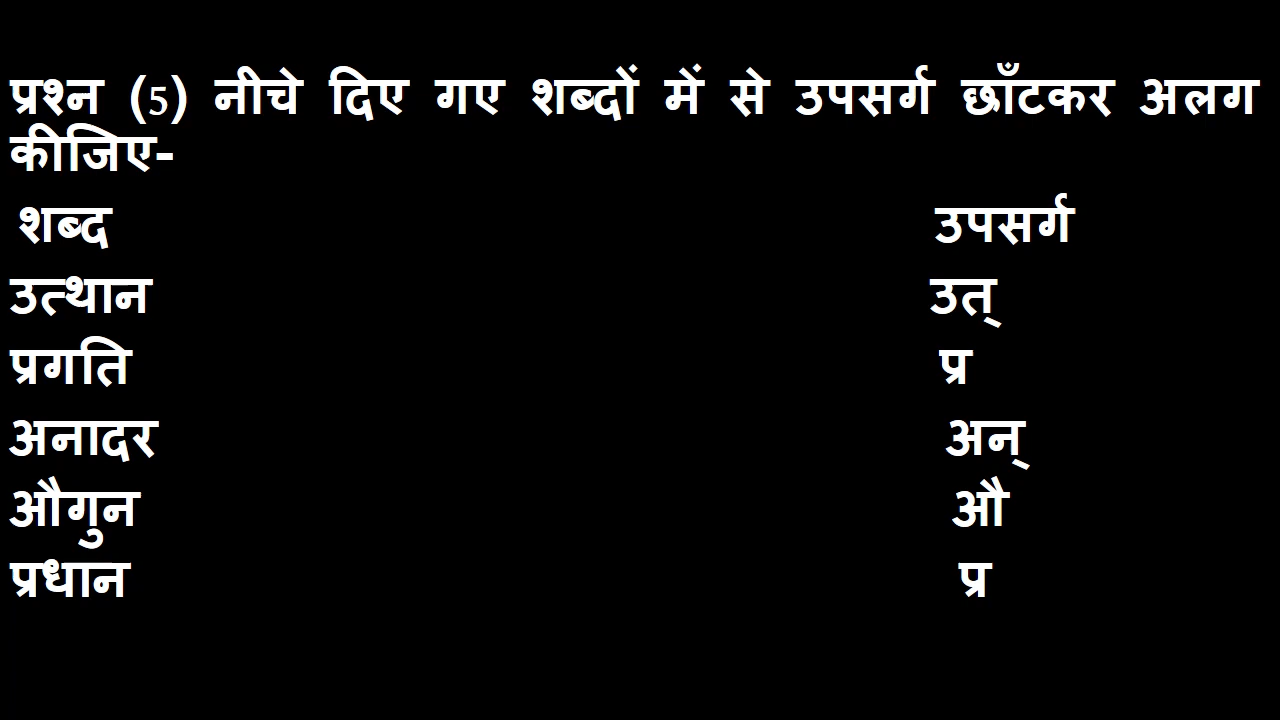 प्रश्न (5) नीचे दिए गए शब्दों में से उपसर्ग छाँटकर अलग
कीजिए-
शब्द उपसर्ग
उत्थान उत्
प्रगति प्र
अनादर अन्
औगुन औ
प्रधान प्र